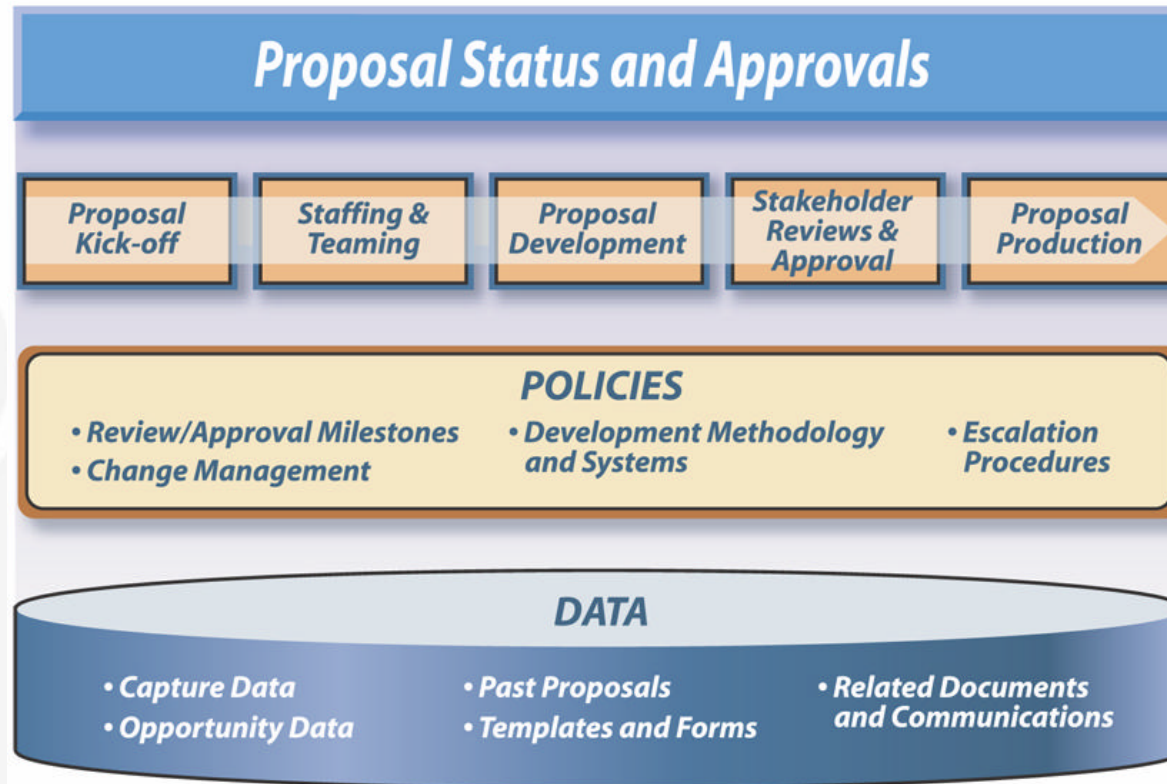 Proposal Status and Approvals
Proposal
Kick-off
Staffing &
Teaming
Proposal
Development
Stakeholder
Reviews &
Approval
Proposal
Production
POLICIES
• Review/Approval Milestones
• Change Management
• Development Methodology
and Systems
• Escalation
Procedures
DATA
• Capture Data
• Opportunity Data
• Past Proposals
• Templates and Forms
• Related Documents
and Communications